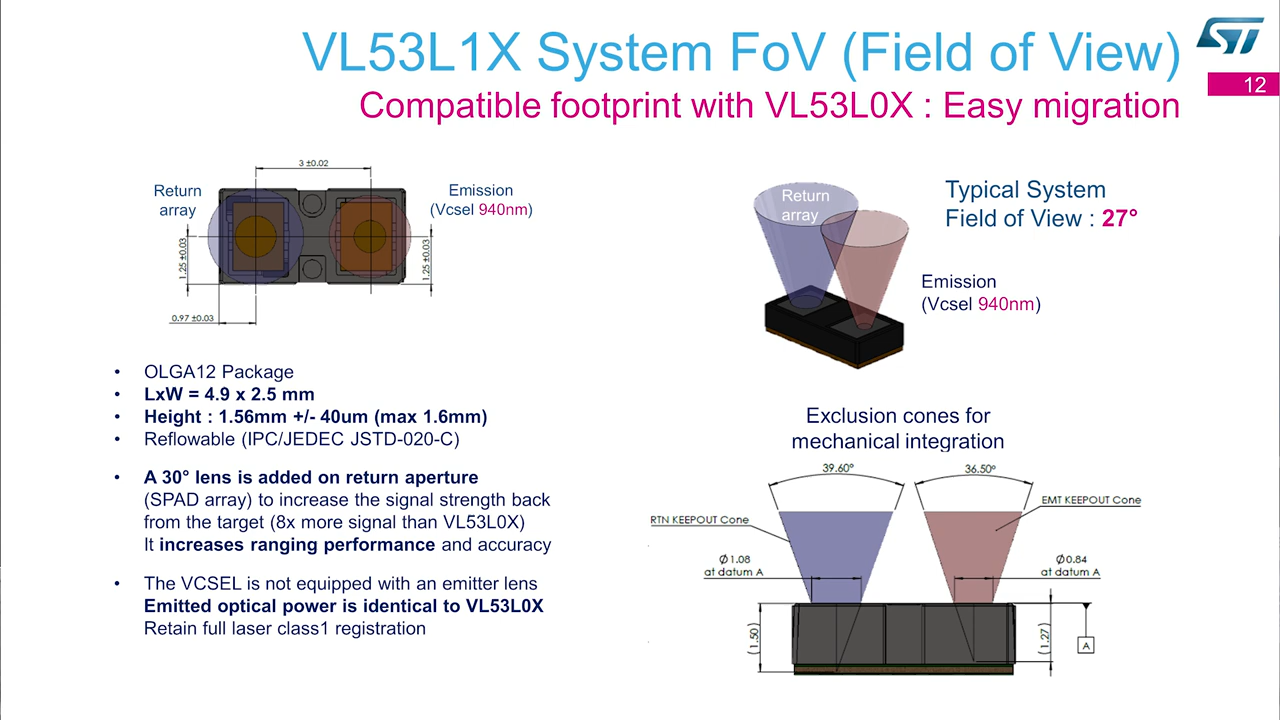 VL53L1X System FoV (Field of View)
ST
12
Compatible footprint with VL53L0X : Easy migration
3 ±0.02
Return
array
Emission
(Vcsel 940nm)
1.25 ±0.03
1.25 ±0.03
0.97 ±0.03
Return
array
Typical System
Field of View : 27°
Emission
(Vcsel 940nm)
• OLGA12 Package
• LxW = 4.9 x 2.5 mm
• Height : 1.56mm +/- 40um (max 1.6mm)
• Reflowable (IPC/JEDEC JSTD-020-C)
• A 30° lens is added on return aperture
(SPAD array) to increase the signal strength back
from the target (8x more signal than VL53L0X)
It increases ranging performance and accuracy
• The VCSEL is not equipped with an emitter lens
Emitted optical power is identical to VL53L0X
Retain full laser class1 registration
Exclusion cones for
mechanical integration
39.60°
36.50°
EMT KEEPOUT Cone
RTN KEEPOUT Cone
Ø1.08
at datum A
Ø0.84
at datum A
(1.50)
(1.27)
A